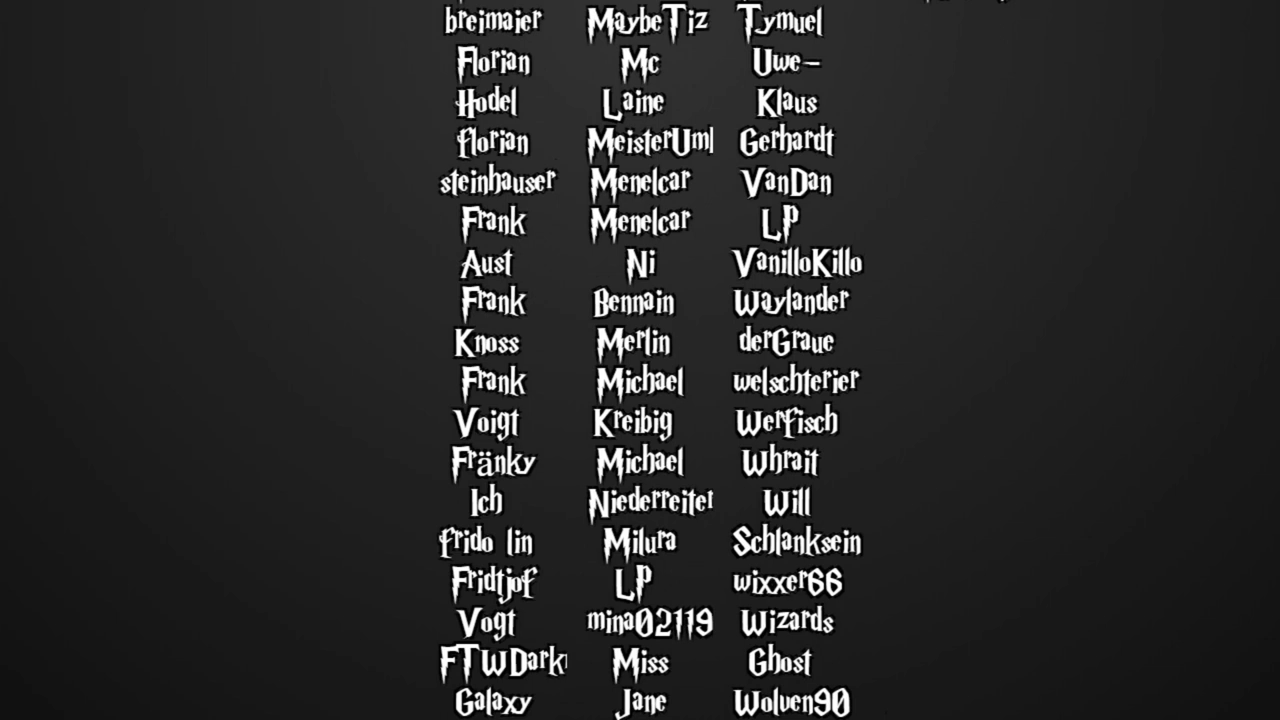 breimaier MaybeTiz Tymuel
Florian Mc Uwe-
Hodel Laine Klaus
florian MeisterUml Gerhardt
steinhauser Menelcar VanDan
Frank Menelcar LP
Aust Ni VanilloKillo
Frank Bennain Waylander
Knoss Merlin derGraue
Frank Michael welschterier
Voigt Kreibig Werfisch
Fränky Michael Whrait
Ich Niederreiter Will
frido lin Milura Schlanksein
Fridtjof LP wixxer66
Vogt mina02119 Wizards
FTWDark Miss Ghost
Galaxy Jane Wolven90